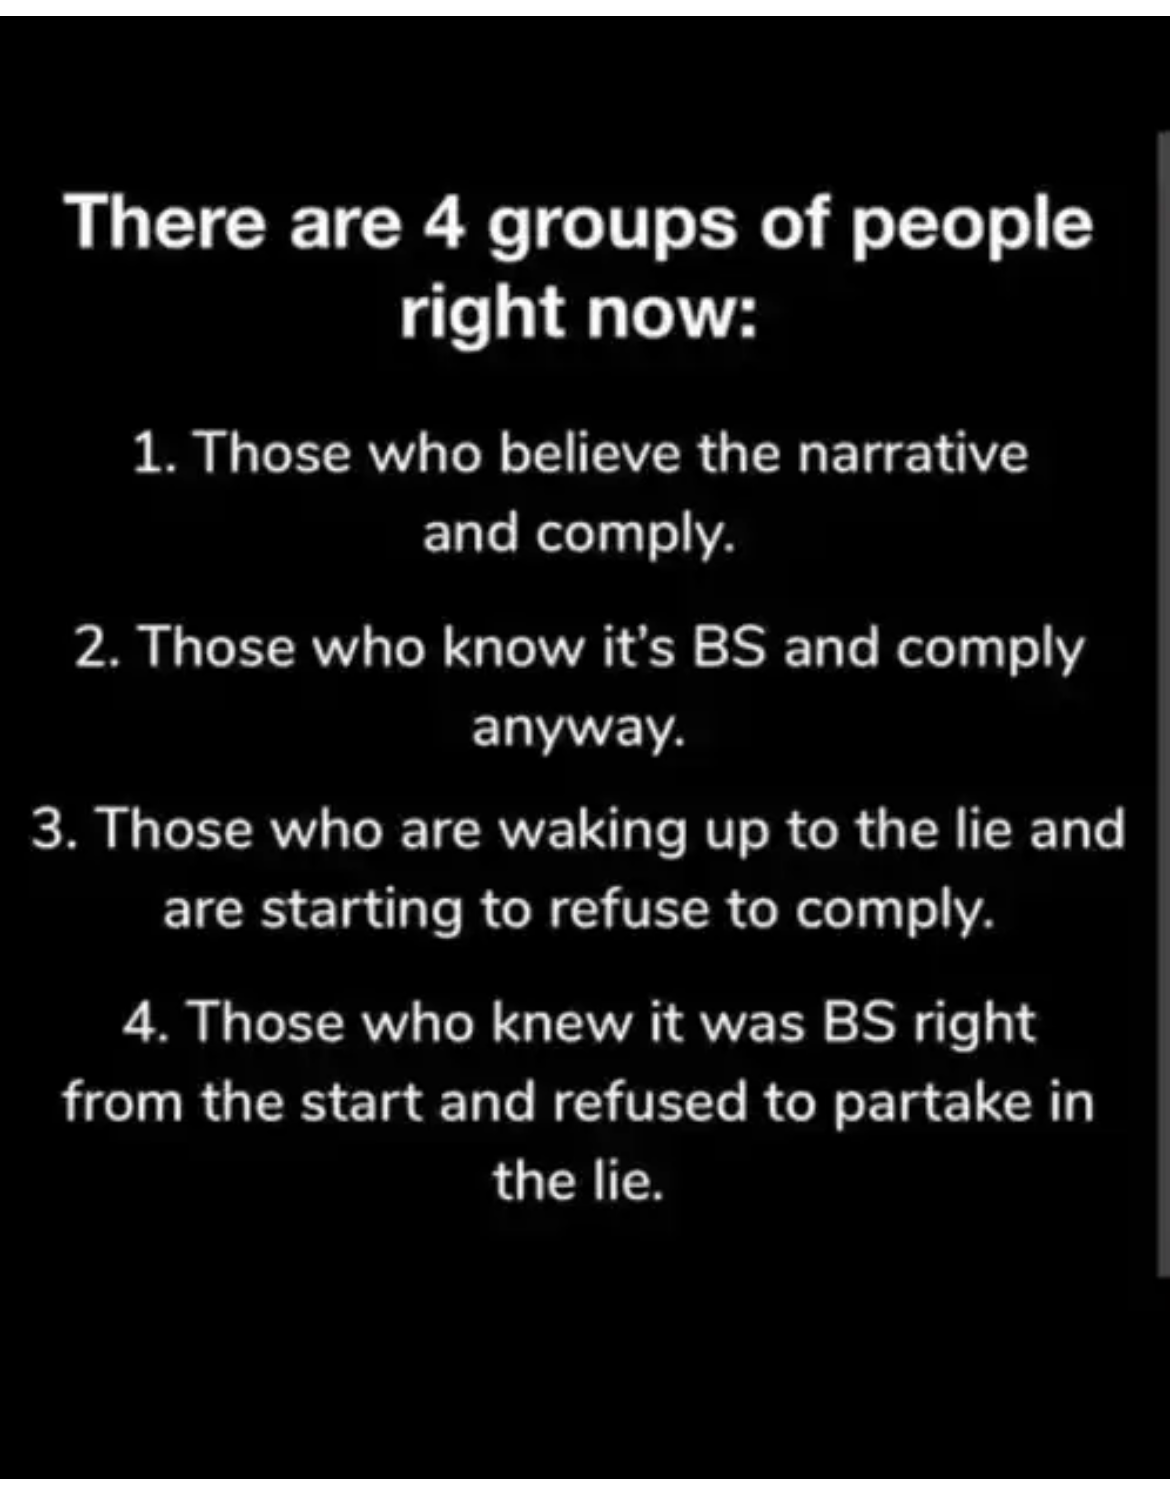 There are 4 groups of people
right now:
1. Those who believe the narrative
and comply.
2. Those who know it's BS and comply
anyway.
3. Those who are waking up to the lie and
are starting to refuse to comply.
4. Those who knew it was BS right
from the start and refused to partake in
the lie.